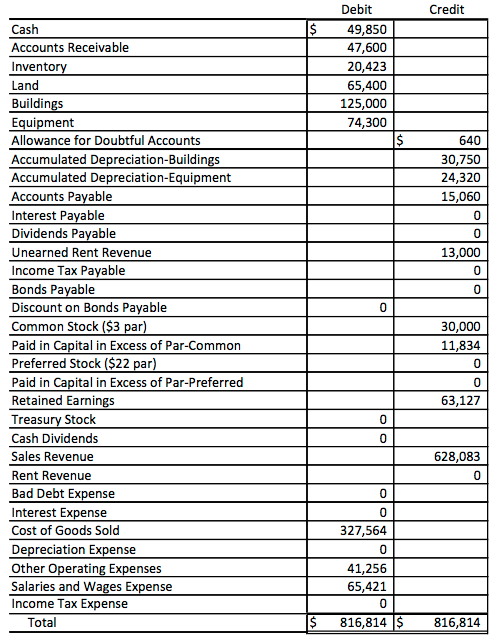 Debit Credit
Cash $ 49,850
Accounts Receivable 47,600
Inventory 20,423
Land 65,400
Buildings 125,000
Equipment 74,300
Allowance for Doubtful Accounts $ 640
Accumulated Depreciation-Buildings 30,750
Accumulated Depreciation-Equipment 24,320
Accounts Payable 15,060
Interest Payable 0
Dividends Payable 0
Unearned Rent Revenue 13,000
Income Tax Payable 0
Bonds Payable 0
Discount on Bonds Payable 0
Common Stock ($3 par) 30,000
Paid in Capital in Excess of Par-Common 11,834
Preferred Stock ($22 par) 0
Paid in Capital in Excess of Par-Preferred 0
Retained Earnings 63,127
Treasury Stock 0
Cash Dividends 0
Sales Revenue 628,083
Rent Revenue 0
Bad Debt Expense 0
Interest Expense 0
Cost of Goods Sold 327,564
Depreciation Expense 0
Other Operating Expenses 41,256
Salaries and Wages Expense 65,421
Income Tax Expense 0
Total $ 816,814 $ 816,814